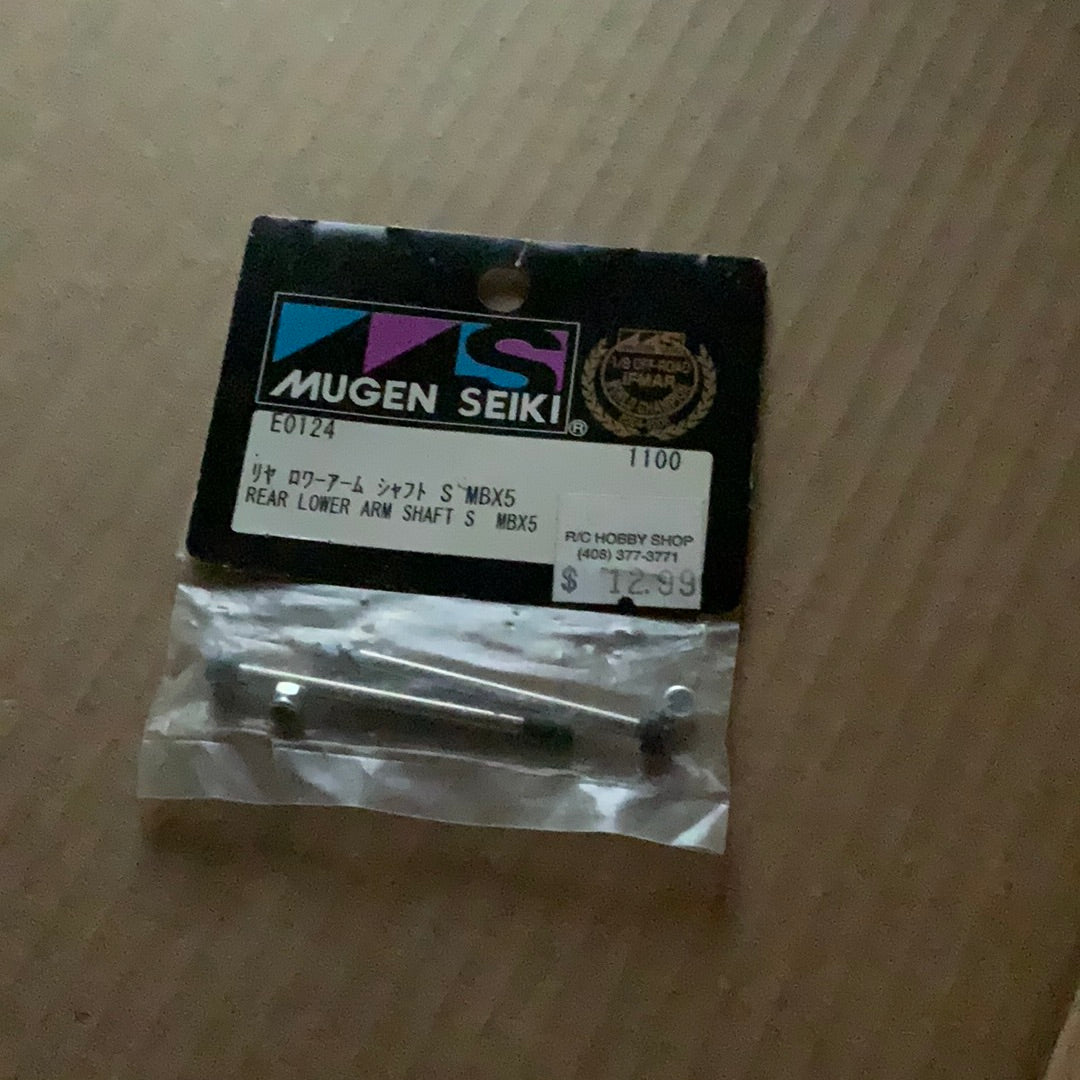 MUGEN SEIKI
®
E0124
1100
リヤ ロワーアーム シャフト S MBX5
REAR LOWER ARM SHAFT S MBX5
R/C HOBBY SHOP
(408) 377-3771
$ 12.99